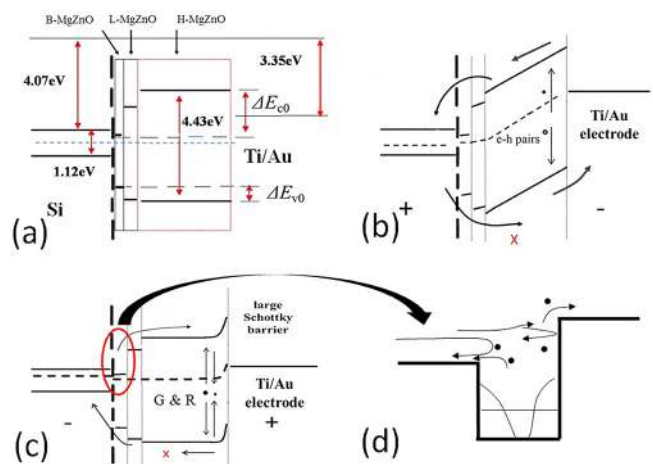 B-MgZnO
L-MgZnO
H-MgZnO
4.07eV
3.35eV
ΔEc0
4.43eV
1.12eV
Ti/Au
ΔEv0
Si
(a)
e-h pairs
Ti/Au
electrode
+
-
x
(b)
large
Schottky
barrier
G & R
Ti/Au
electrode
-
+
x
(c)
(d)